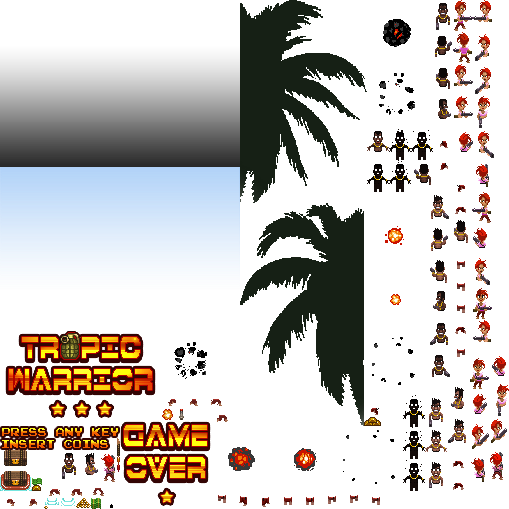 TROPIC
WARRIOR
PRESS ANY KEY
INSERT COINS
GAME
OVER